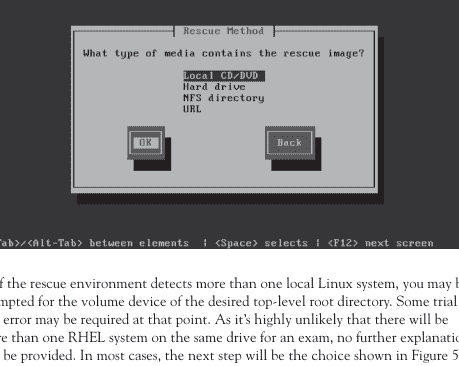 Rescue Method
What type of media contains the rescue image?
Local CD/DVD
Hard drive
NFS directory
URL
OK Back
<Alt-Tab> between elements | <Space> selects | <F12> next screen
f the rescue environment detects more than one local Linux system, you may
for the volume device of the desired top-level root directory. Some trial
error may be required at that point. As it's highly unlikely that there will be
than one RHEL system on the same drive for an exam, no further
be provided. In most cases, the next step will be the choice shown in Figure 5